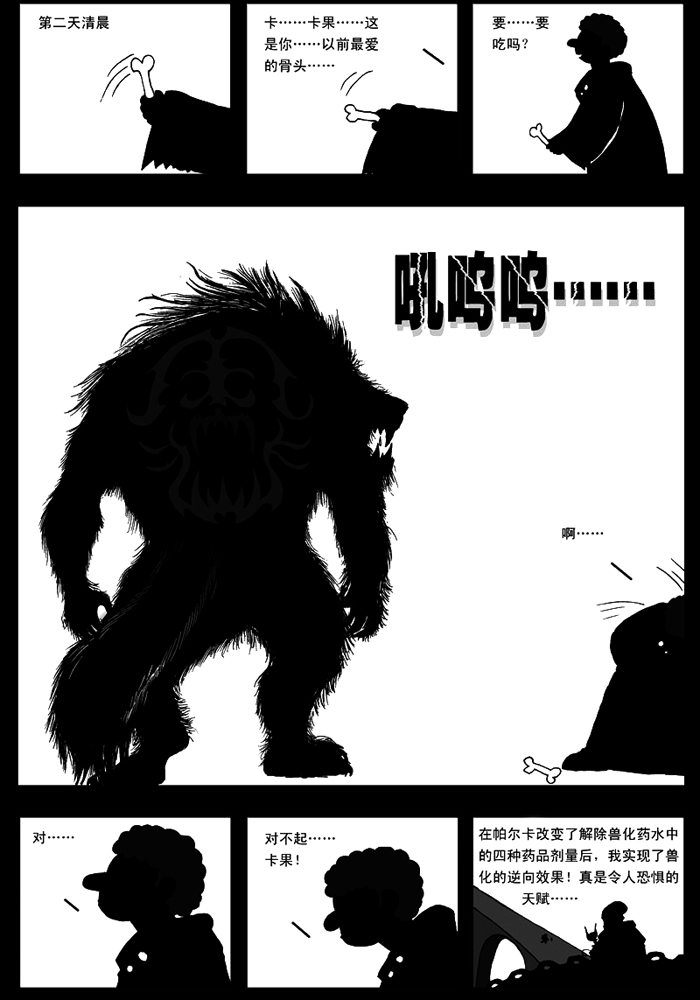 第二天清晨
卡……卡果……这
是你……以前最爱
的骨头……
要……要
吃吗？
吼呜呜……
啊……
对……
对不起……
卡果！
在帕尔卡改变了解除兽化药水中
的四种药品剂量后，我实现了兽
化的逆向效果！真是令人恐惧的
天赋……